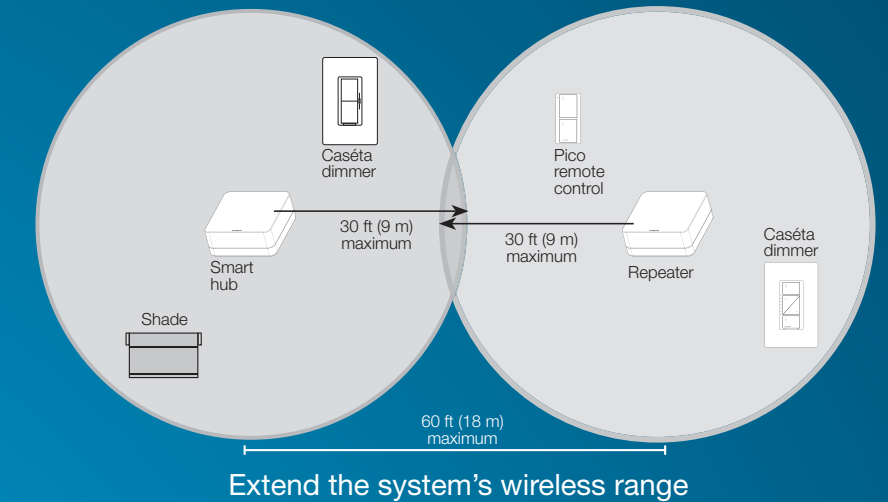 Caséta
dimmer
Pico
remote
control
30 ft (9 m)
maximum
30 ft (9 m)
maximum
Smart
hub
Repeater
Caséta
dimmer
Shade
60 ft (18 m)
maximum
Extend the system’s wireless range